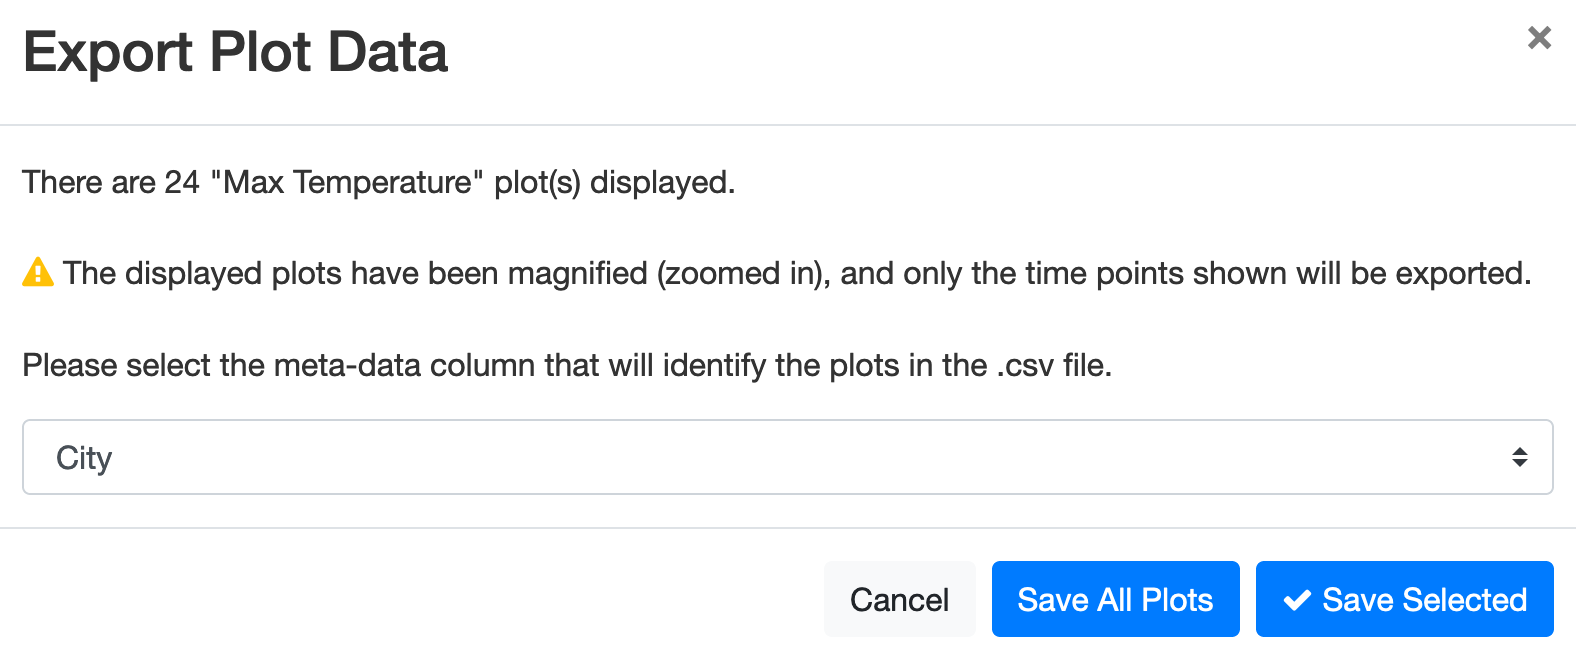 Export Plot Data
There are 24 "Max Temperature" plot(s) displayed.
The displayed plots have been magnified (zoomed in), and only the time points shown will be exported.
Please select the meta-data column that will identify the plots in the .csv file.
City
Cancel
Save All Plots
Save Selected